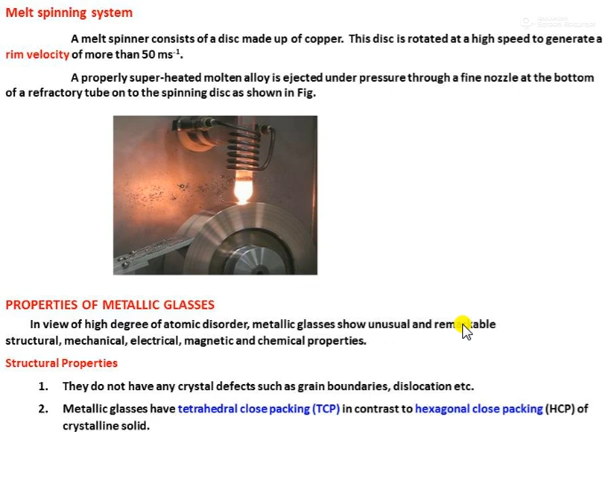 Melt spinning system
A melt spinner consists of a disc made up of copper. This disc is rotated at a high speed to generate a
rim velocity of more than 50 ms⁻¹.
A properly super-heated molten alloy is ejected under pressure through a fine nozzle at the bottom
of a refractory tube on to the spinning disc as shown in Fig.
PROPERTIES OF METALLIC GLASSES
In view of high degree of atomic disorder, metallic glasses show unusual and
structural, mechanical, electrical, magnetic and chemical properties.
Structural Properties
1. They do not have any crystal defects such as grain boundaries, dislocation etc.
2. Metallic glasses have tetrahedral close packing (TCP) in contrast to hexagonal close packing (HCP) of
crystalline solid.